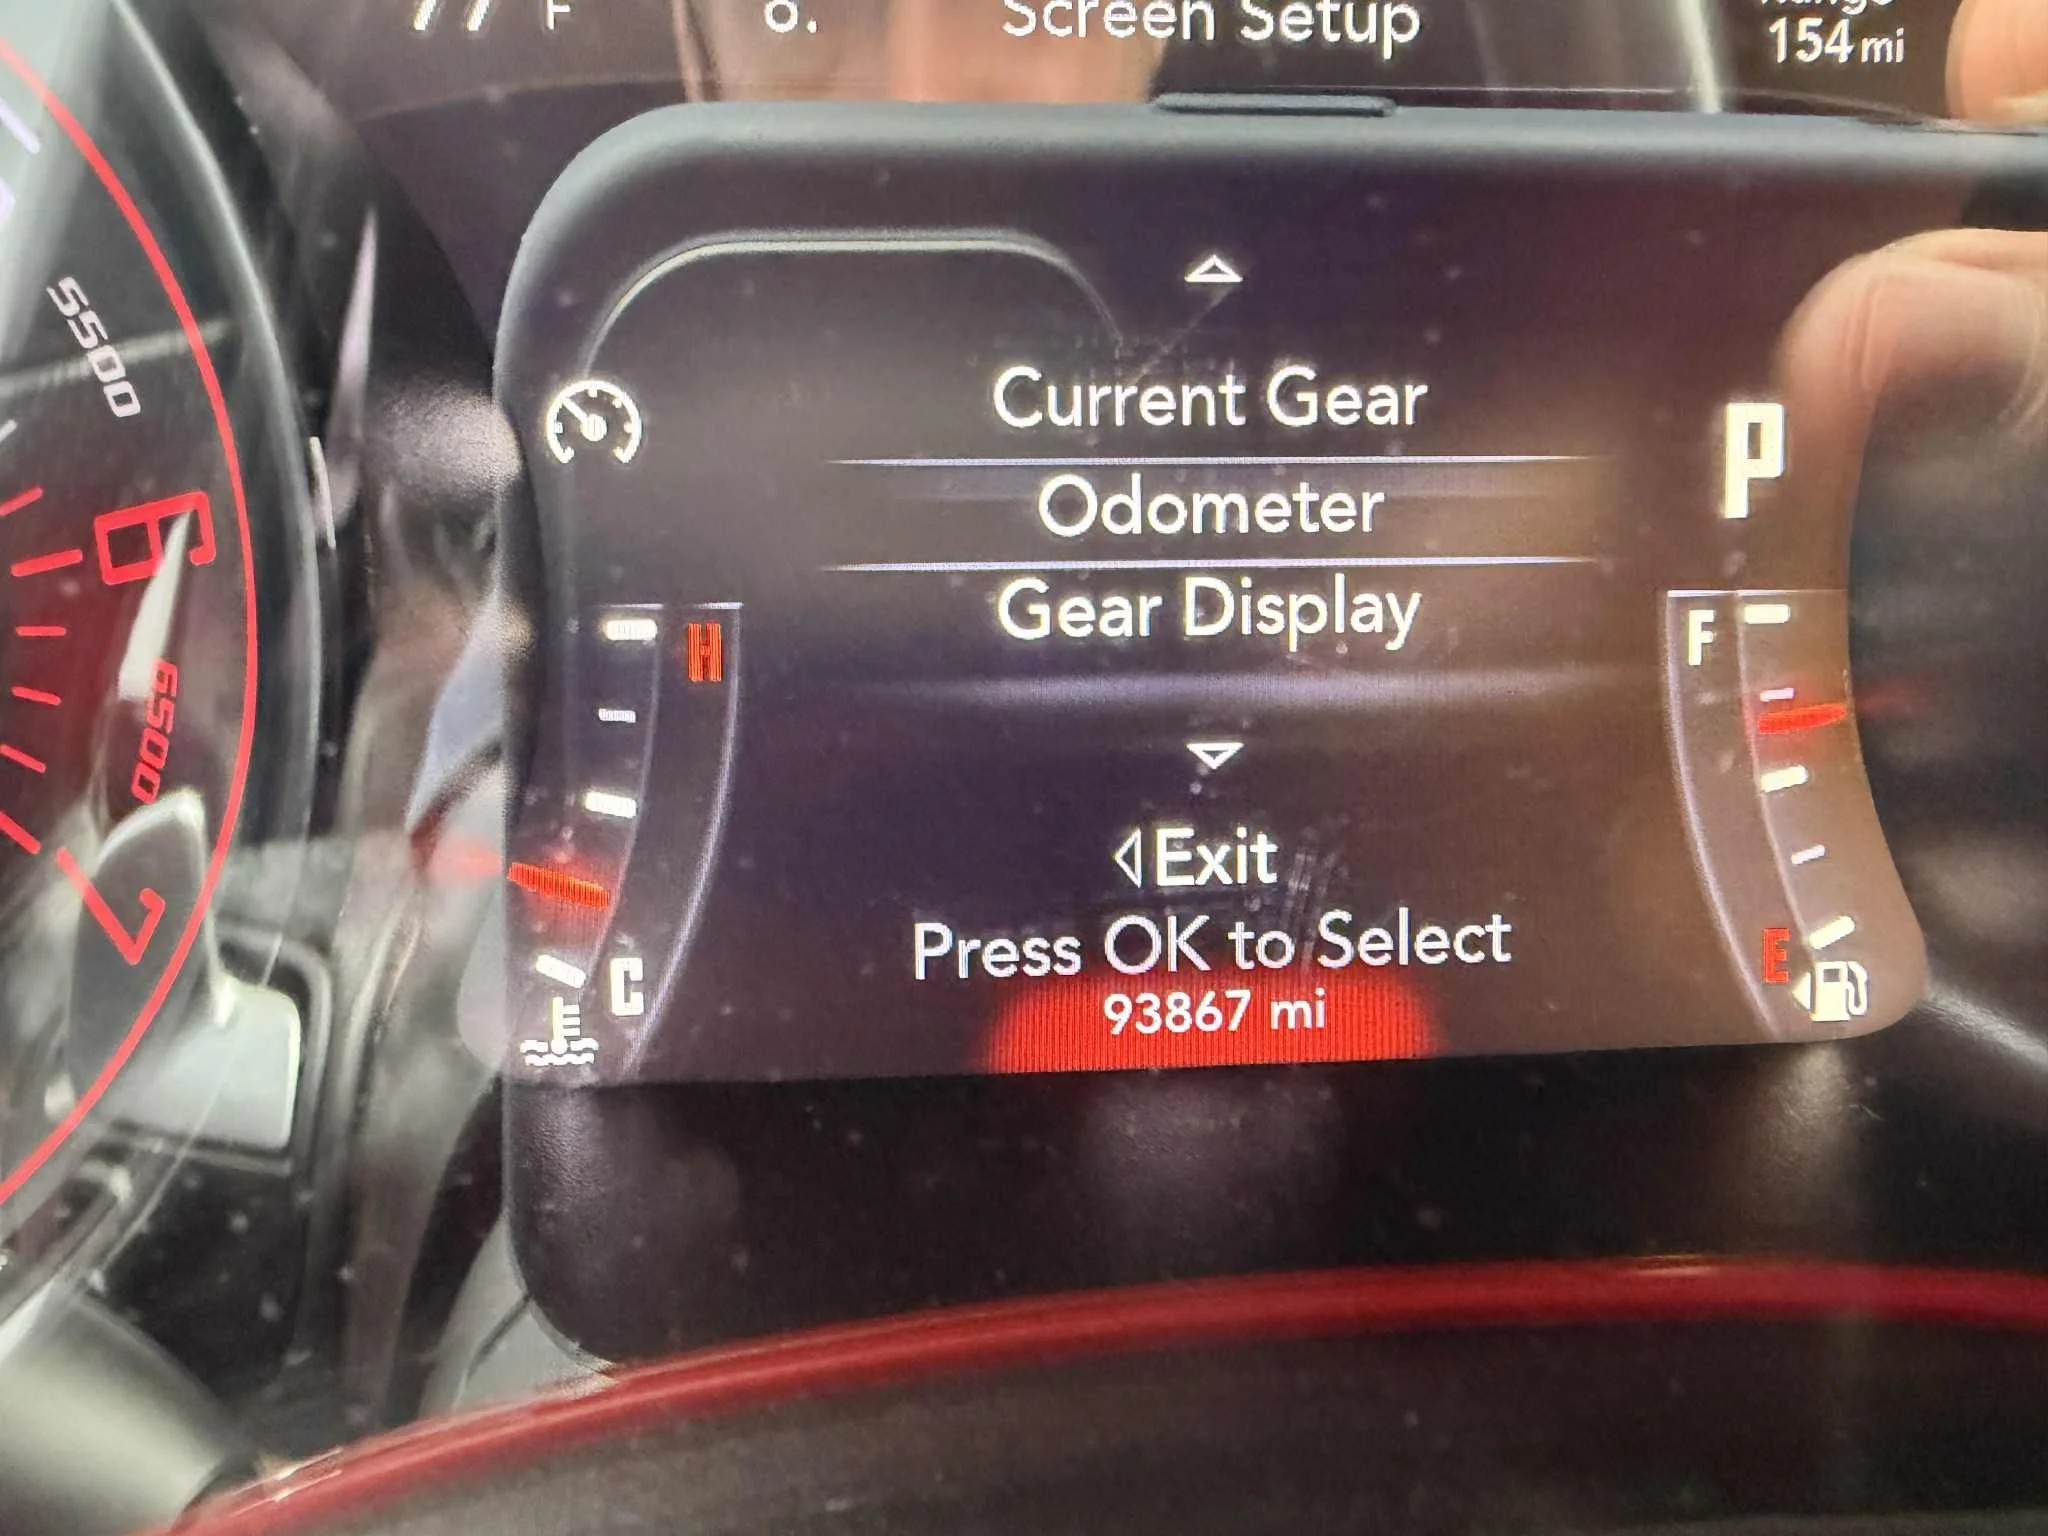 F
Screen Setup
154 mi
5500
6
6500
7
Current Gear
P
Odometer
Gear Display
H
F
Exit
Press OK to Select
E
C
93867 mi